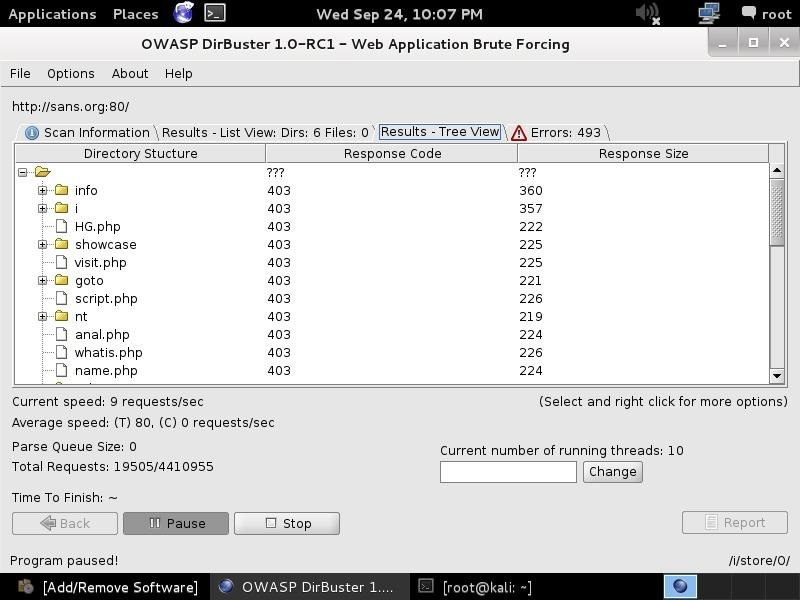 Applications Places Wed Sep 24, 10:07 PM root
OWASP DirBuster 1.0-RC1 - Web Application Brute Forcing
File Options About Help
http://sans.org:80/
Scan Information Results - List View: Dirs: 6 Files: 0 Results - Tree View Errors: 493
Directory Stucture Response Code Response Size
??? ???
info 403 360
i 403 357
HG.php 403 222
showcase 403 225
visit.php 403 225
goto 403 221
script.php 403 226
nt 403 219
anal.php 403 224
whatis.php 403 226
name.php 403 224
Current speed: 9 requests/sec (Select and right click for more options)
Average speed: (T) 80, (C) 0 requests/sec
Parse Queue Size: 0 Current number of running threads: 10
Total Requests: 19505/4410955 Change
Time To Finish: ~
Back Pause Stop Report
Program paused! /i/store/0/
[Add/Remove Software] OWASP DirBuster 1.... [root@kali: ~]